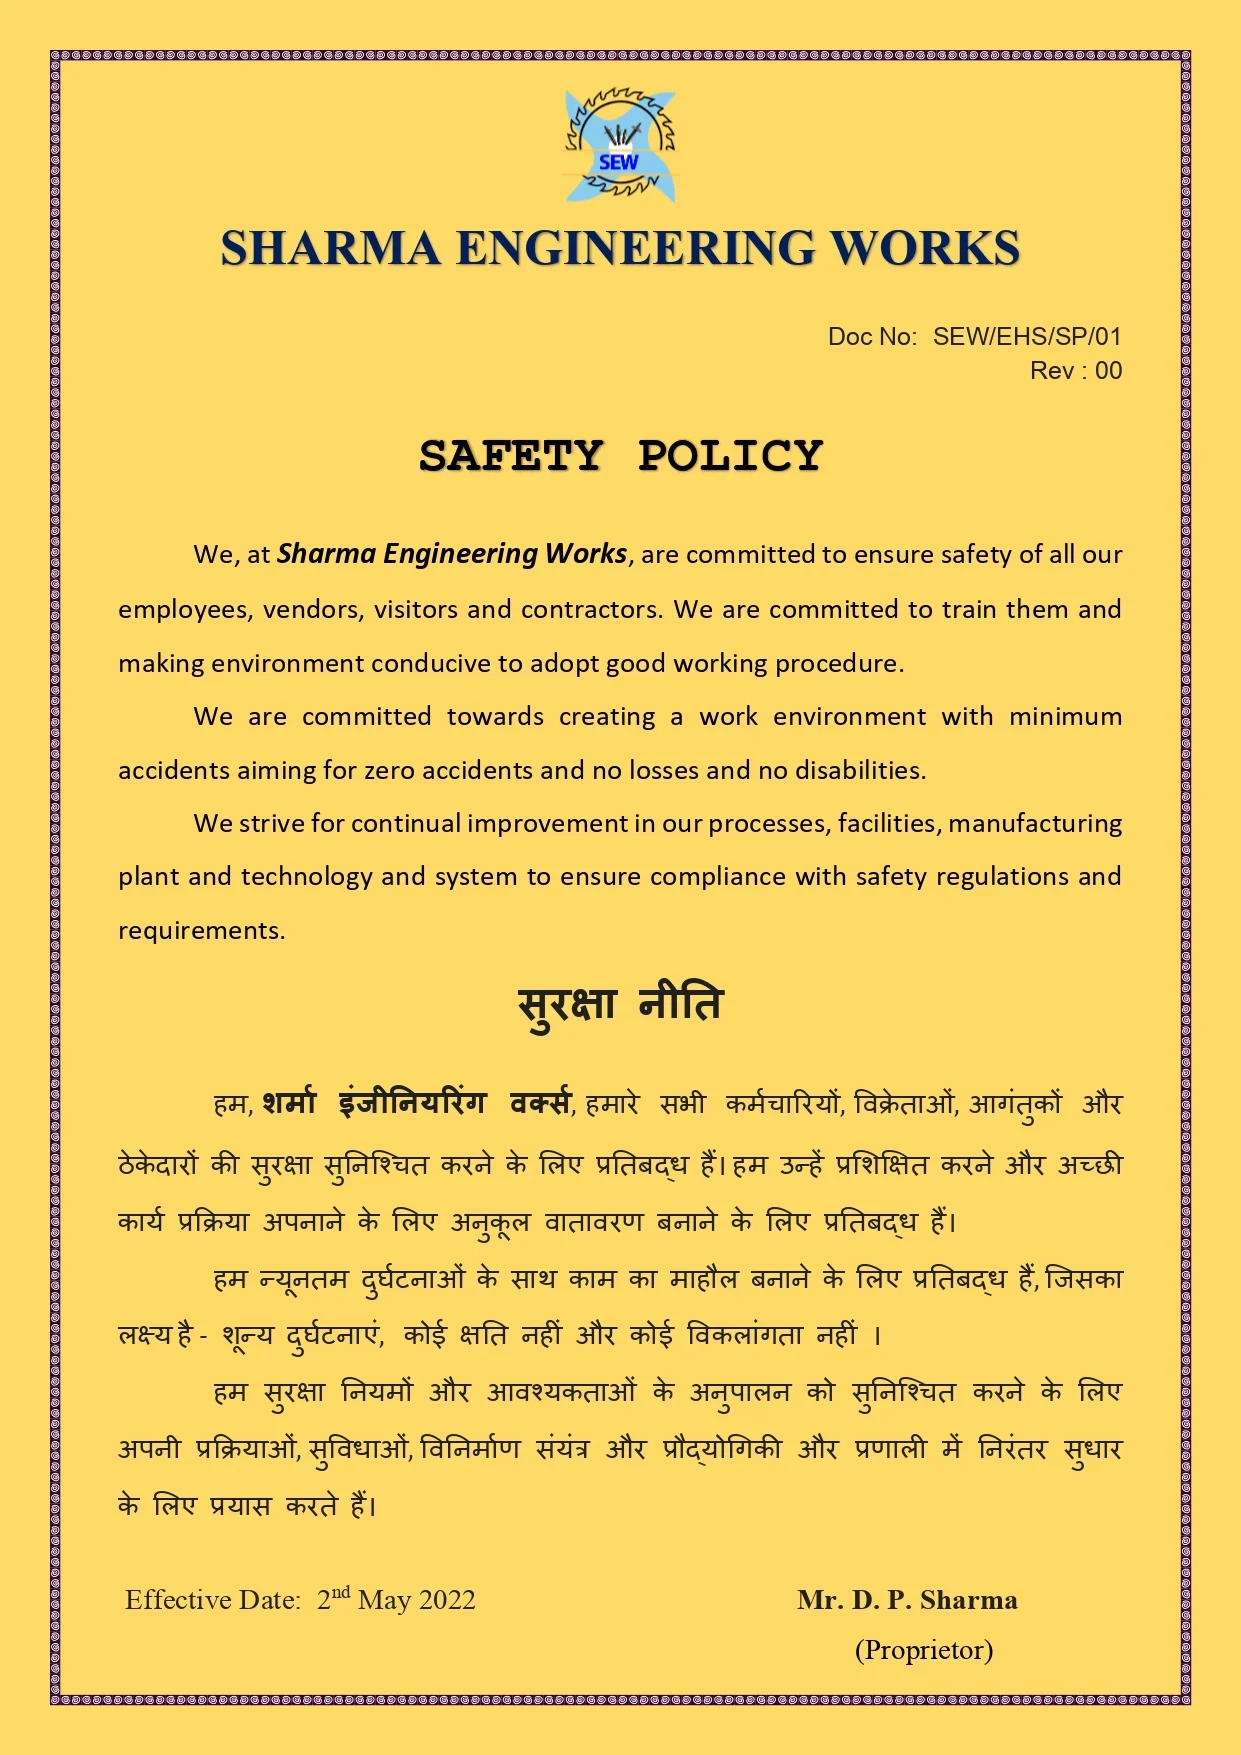 SEW
SHARMA ENGINEERING WORKS
Doc No: SEW/EHS/SP/01
Rev : 00
SAFETY POLICY
We, at Sharma Engineering Works, are committed to ensure safety of all our
employees, vendors, visitors and contractors. We are committed to train them and
making environment conducive to adopt good working procedure.
We are committed towards creating a work environment with minimum
accidents aiming for zero accidents and no losses and no disabilities.
We strive for continual improvement in our processes, facilities, manufacturing
plant and technology and system to ensure compliance with safety regulations and
requirements.
सुरक्षा नीति
हम, शर्मा इंजीनियरिंग वर्क्स, हमारे सभी कर्मचारियों, विक्रेताओं, आगंतुकों और
ठेकेदारों की सुरक्षा सुनिश्चित करने के लिए प्रतिबद्ध हैं। हम उन्हें प्रशिक्षित करने और अच्छी
कार्य प्रक्रिया अपनाने के लिए अनुकूल वातावरण बनाने के लिए प्रतिबद्ध हैं।
हम न्यूनतम दुर्घटनाओं के साथ काम का माहौल बनाने के लिए प्रतिबद्ध हैं, जिसका
लक्ष्य है - शून्य दुर्घटनाएं, कोई क्षति नहीं और कोई विकलांगता नहीं ।
हम सुरक्षा नियमों और आवश्यकताओं के अनुपालन को सुनिश्चित करने के लिए
अपनी प्रक्रियाओं, सुविधाओं, विनिर्माण संयंत्र और प्रौद्योगिकी और प्रणाली में निरंतर सुधार
के लिए प्रयास करते हैं।
Effective Date: 2nd May 2022
Mr. D. P. Sharma
(Proprietor)